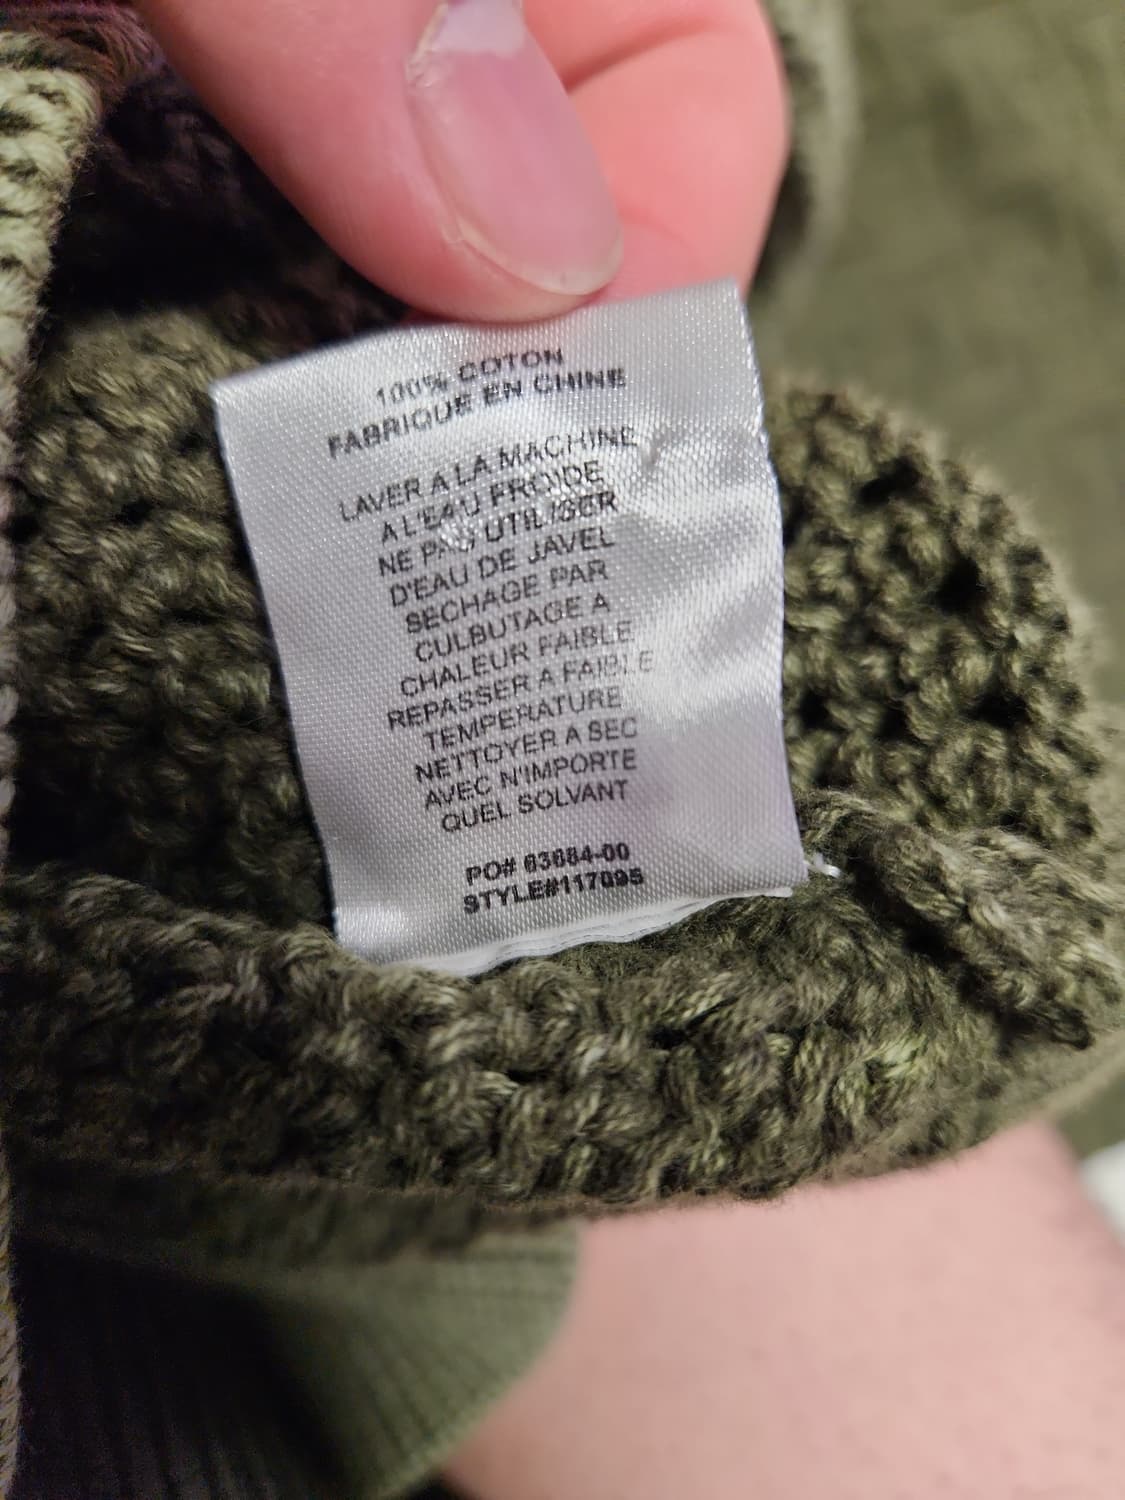 100% COTON
FABRIQUE EN CHINE
LAVER A LA MACHINE
A L'EAU FROIDE
NE PAS UTILISER
D'EAU DE JAVEL
SECHAGE PAR
CULBUTAGE A
CHALEUR FAIBLE
REPASSER A FAIBLE
TEMPERATURE
NETTOYER A SEC
AVEC N'IMPORTE
QUEL SOLVANT
PO# 63684-00
STYLE#117095